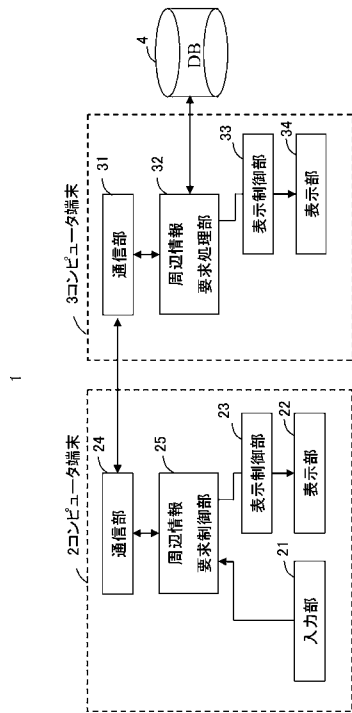 1
2コンピュータ端末
24
通信部
25
周辺情報
要求制御部
23
表示制御部
22
表示部
21
入力部
3コンピュータ端末
31
通信部
32
周辺情報
要求処理部
33
表示制御部
34
表示部
4
DB